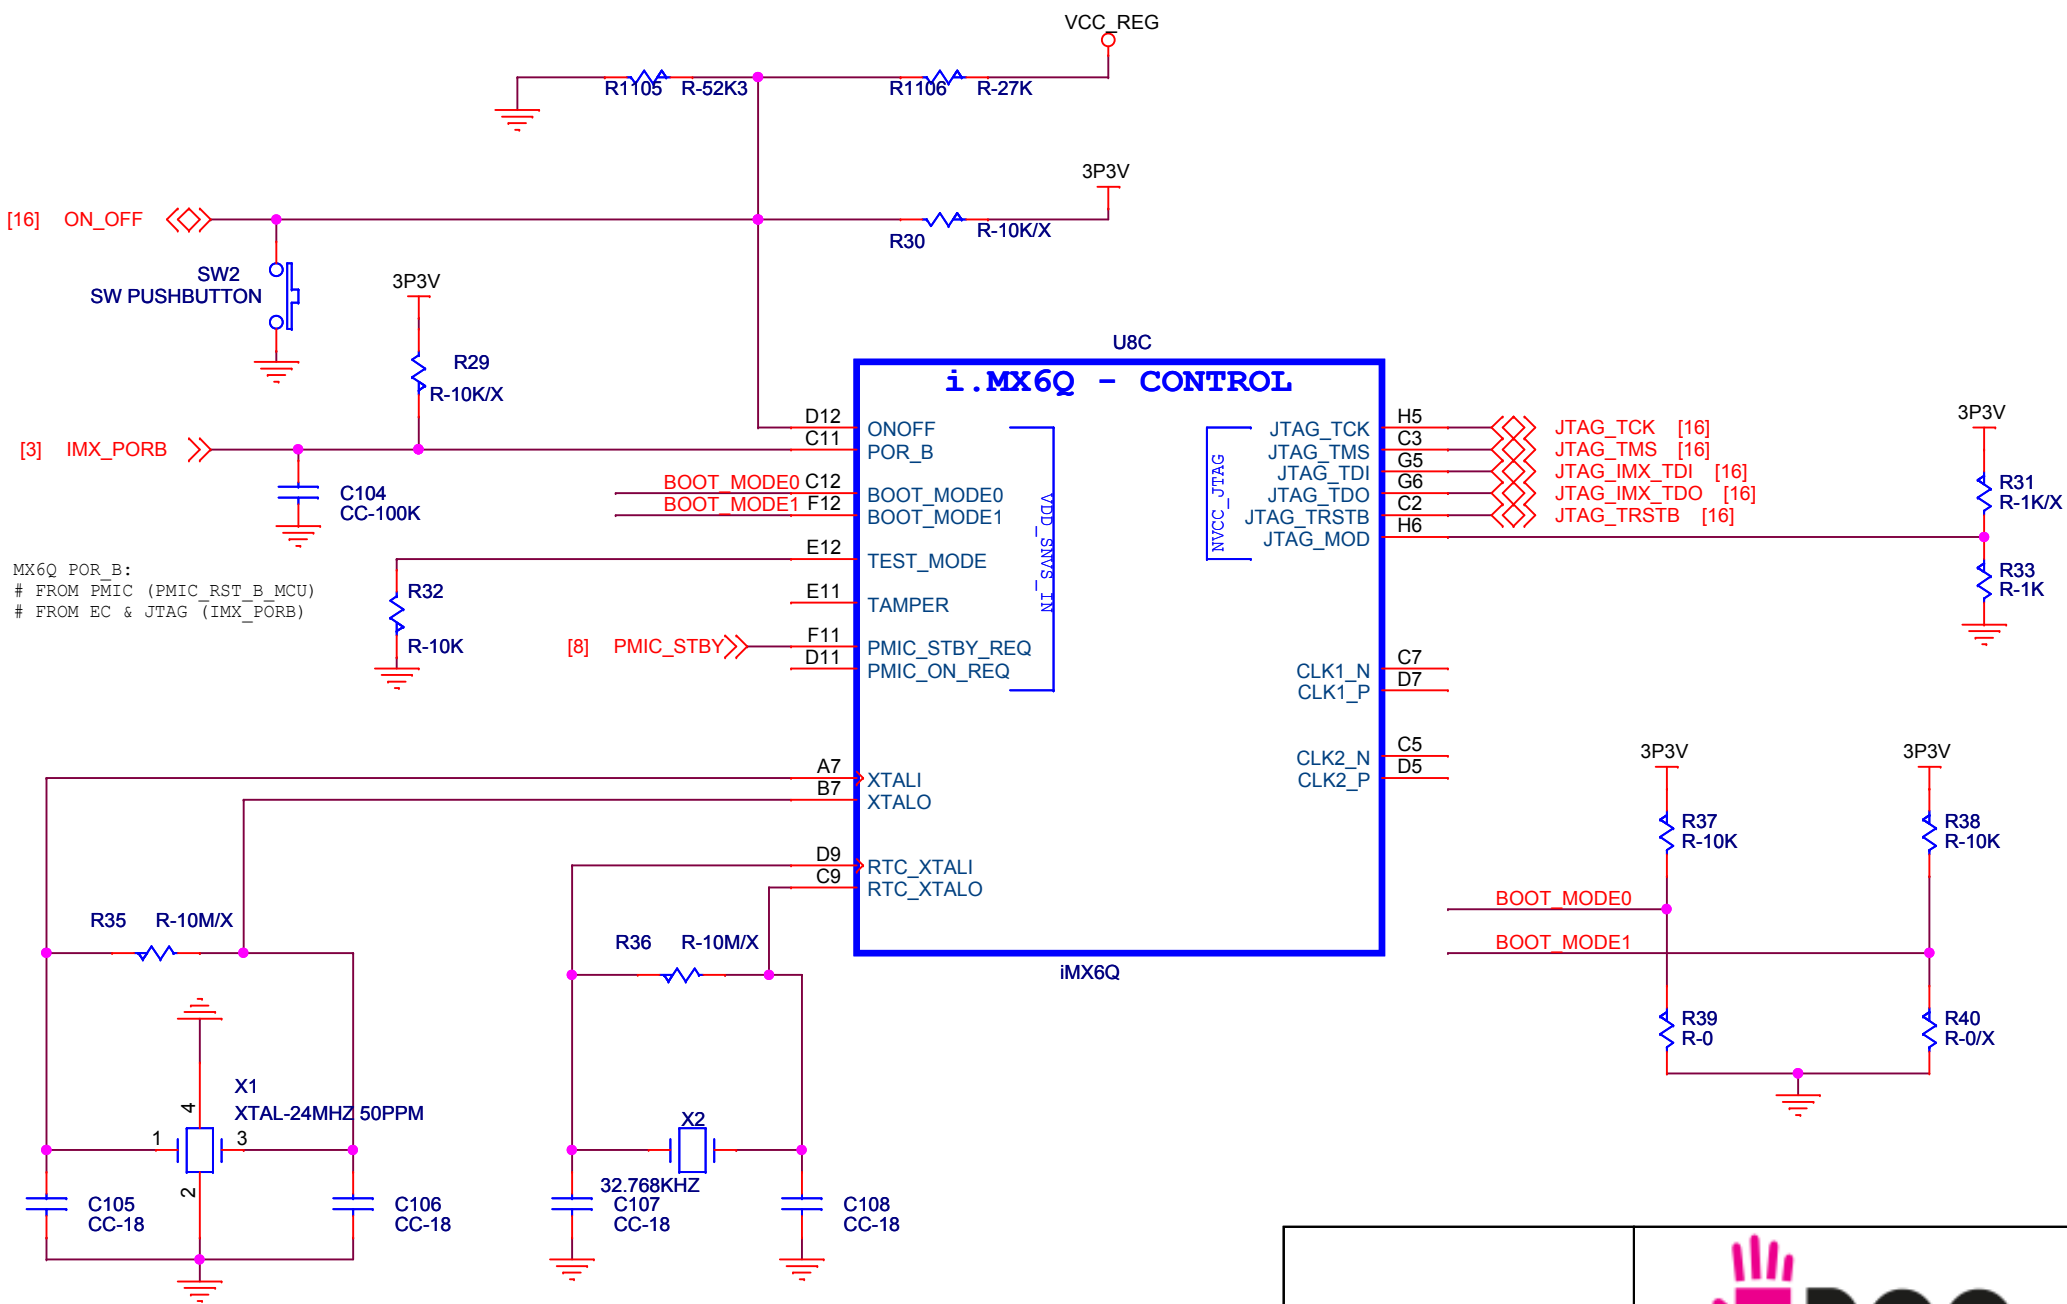 VCC_REG
R1105 R-52K3
R1106 R-27K
3P3V
[16] ON_OFF
R30 R-10K/X
SW2
SW PUSHBUTTON
3P3V
R29
R-10K/X
U8C
i.MX6Q - CONTROL
[3] IMX_PORB
C104
CC-100K
MX6Q POR_B:
# FROM PMIC (PMIC_RST_B_MCU)
# FROM EC & JTAG (IMX_PORB)
D12 ONOFF
C11 POR_B
BOOT_MODE0 C12 BOOT_MODE0
BOOT_MODE1 F12 BOOT_MODE1
E12 TEST_MODE
R32
R-10K
E11 TAMPER
[8] PMIC_STBY F11 PMIC_STBY_REQ
D11 PMIC_ON_REQ
VDD_SNVS_IN
NVCC_JTAG
JTAG_TCK H5 JTAG_TCK [16]
JTAG_TMS C3 JTAG_TMS [16]
JTAG_TDI G5 JTAG_IMX_TDI [16]
JTAG_TDO G6 JTAG_IMX_TDO [16]
JTAG_TRSTB C2 JTAG_TRSTB [16]
JTAG_MOD H6
3P3V
R31
R-1K/X
R33
R-1K
CLK1_N C7
CLK1_P D7
CLK2_N C5
CLK2_P D5
A7 XTALI
B7 XTALO
D9 RTC_XTALI
C9 RTC_XTALO
iMX6Q
3P3V
3P3V
R37
R-10K
R38
R-10K
BOOT_MODE0
BOOT_MODE1
R39
R-0
R40
R-0/X
R35 R-10M/X
R36 R-10M/X
X1
XTAL-24MHZ 50PPM
4
1
3
2
X2
32.768KHZ
C105
CC-18
C106
CC-18
C107
CC-18
C108
CC-18